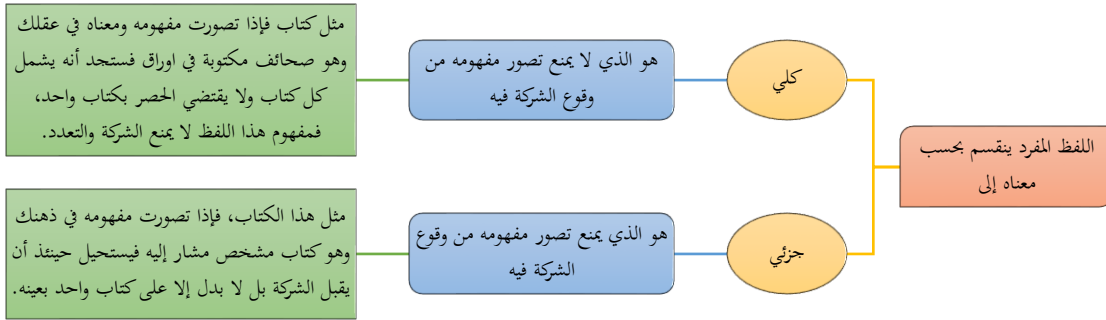 اللفظ المفرد ينقسم بحسب
معناه إلى
كلي
هو الذي لا يمنع تصور مفهومه من
وقوع الشركة فيه
مثل كتاب فإذا تصورت مفهومه ومعناه في عقلك
وهو صحائف مكتوبة في اوراق فستجد أنه يشمل
كل كتاب ولا يقتضي الحصر بكتاب واحد،
فمفهوم هذا اللفظ لا يمنع الشركة والتعدد.
جزئي
هو الذي يمنع تصور مفهومه من وقوع
الشركة فيه
مثل هذا الكتاب، فإذا تصورت مفهومه في ذهنك
وهو كتاب مشخص مشار إليه فيستحيل حينئذ أن
يقبل الشركة بل لا بدل إلا على كتاب واحد بعينه.